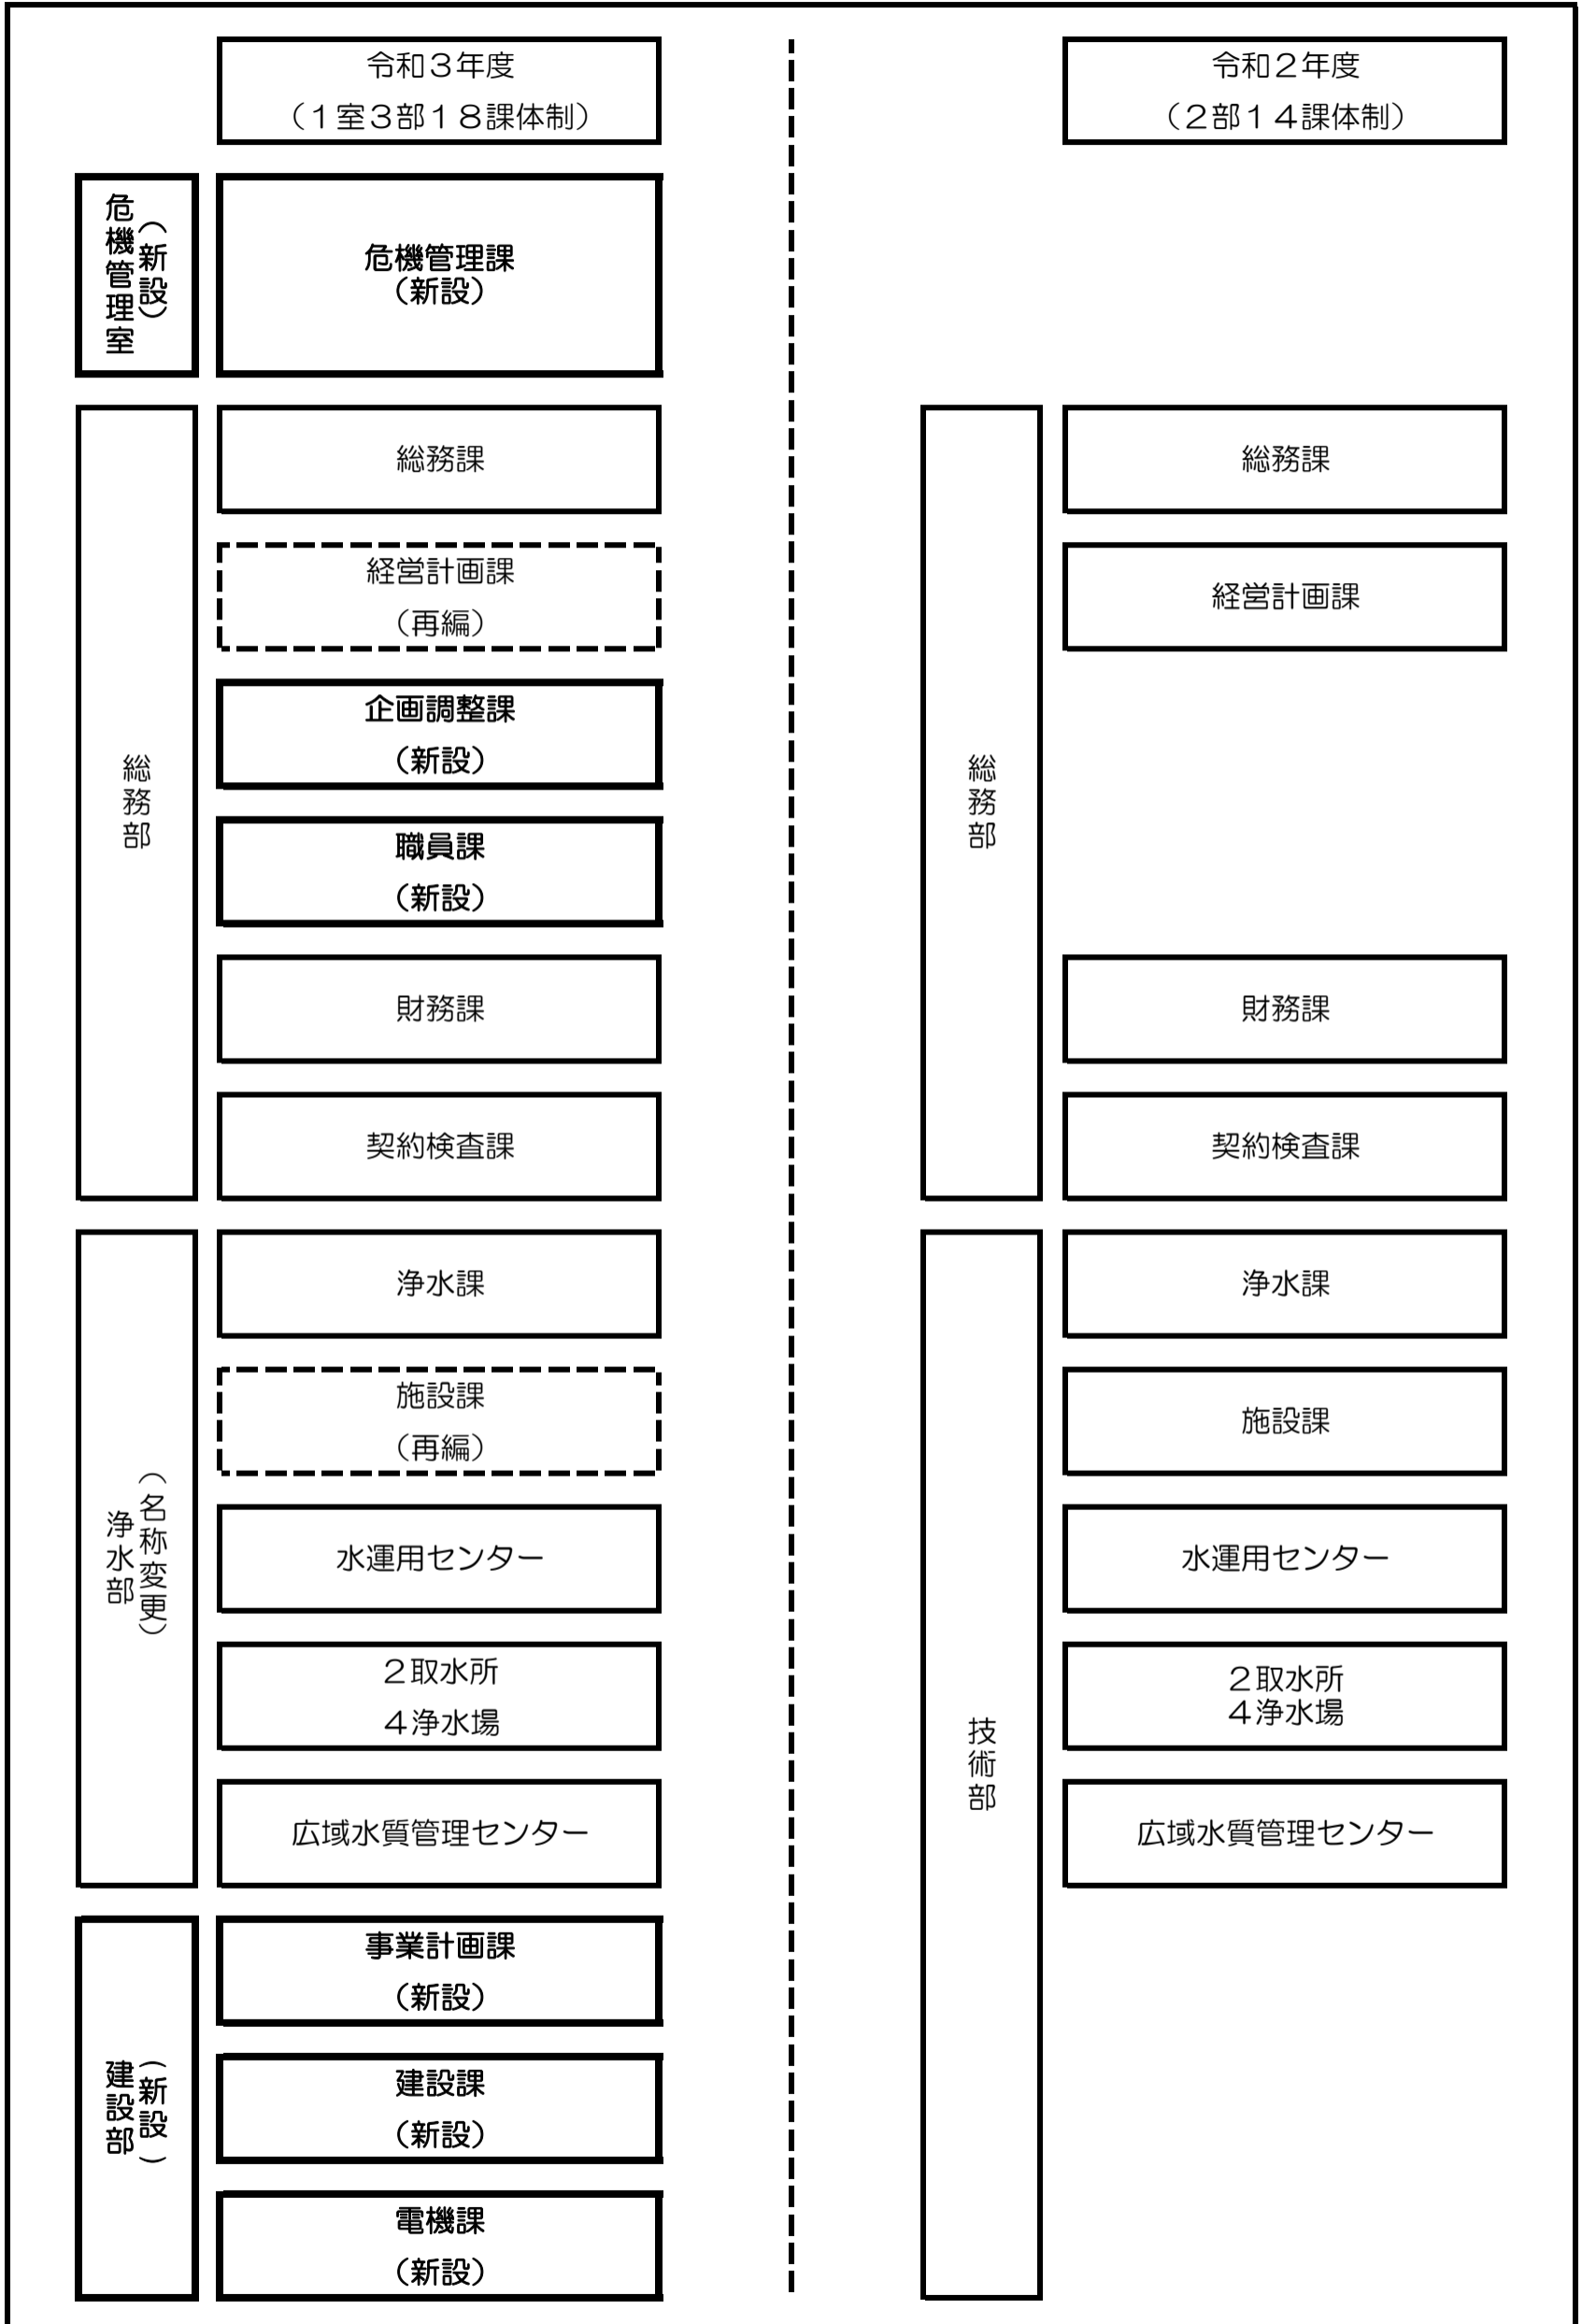 令和３年度
（１室３部１８課体制）
危機管理室
（新設）
危機管理課
（新設）
総務部
総務課
経営計画課
（再編）
企画調整課
（新設）
職員課
（新設）
財務課
契約検査課
浄水部
（名称変更）
浄水課
施設課
（再編）
水運用センター
２取水所
４浄水場
広域水質管理センター
建設部
（新設）
事業計画課
（新設）
建設課
（新設）
電機課
（新設）
令和２年度
（２部１４課体制）
総務部
総務課
経営計画課
財務課
契約検査課
技術部
浄水課
施設課
水運用センター
２取水所
４浄水場
広域水質管理センター